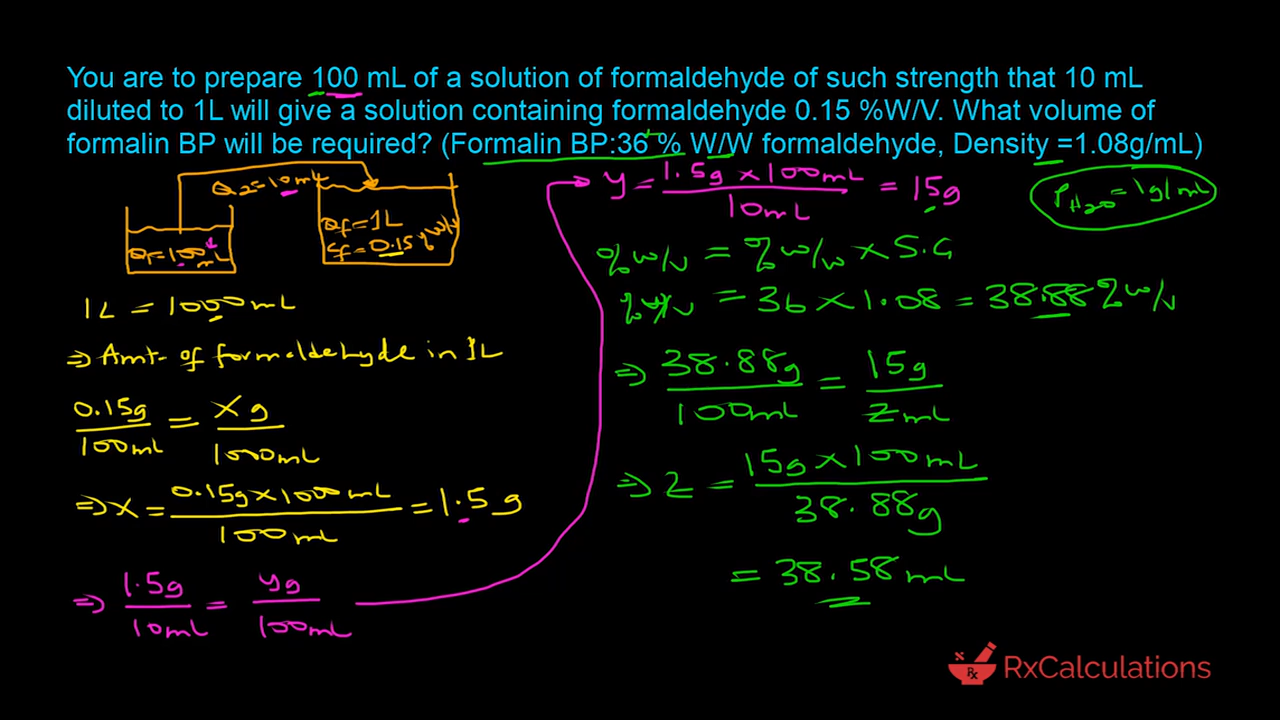 You are to prepare 100 mL of a solution of formaldehyde of such strength that 10 mL
diluted to 1L will give a solution containing formaldehyde 0.15 %W/V. What volume of
formalin BP will be required? (Formalin BP:36 % W/W formaldehyde, Density =1.08g/mL)
Q2=10mL
Q1=100mL
Qf=1L
Sf=0.15%w/v
1L = 1000mL
⇒ Amt. of formaldehyde in 1L
0.15g/100mL = Xg/1000mL
⇒ X = 0.15g×1000mL/100mL = 1.5g
⇒ 1.5g/10mL = yg/100mL
y = 1.5g×100mL/10mL = 15g
ρH2O = 1g/mL
%w/v = %w/w × S.G
%w/v = 36 × 1.08 = 38.88%w/v
⇒ 38.88g/100mL = 15g/ZmL
⇒ Z = 15g×100mL/38.88g
= 38.58mL
Rx
RxCalculations